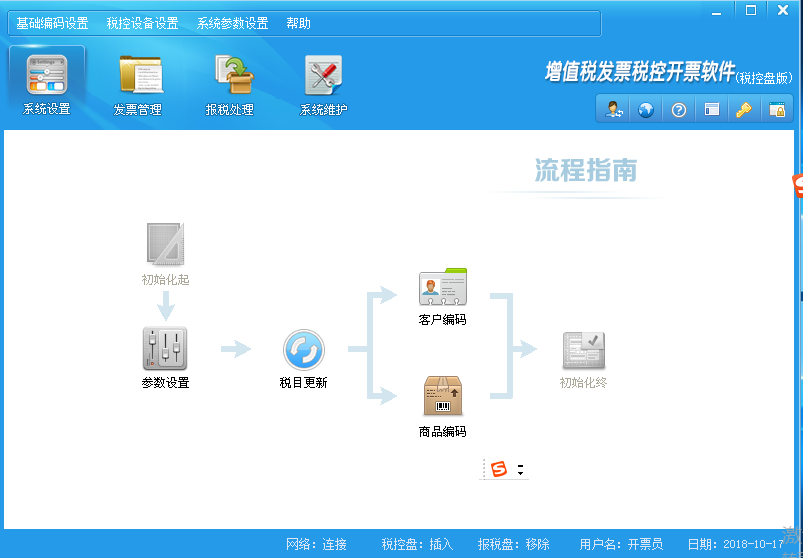 基础编码设置 税控设备设置 系统参数设置 帮助
系统设置 发票管理 报税处理 系统维护
增值税发票税控开票软件(税控盘版)
流程指南
初始化起
客户编码
参数设置 税目更新 初始化终
商品编码
网络：连接 税控盘：插入 报税盘：移除 用户名：开票员 日期：2018-10-17
激